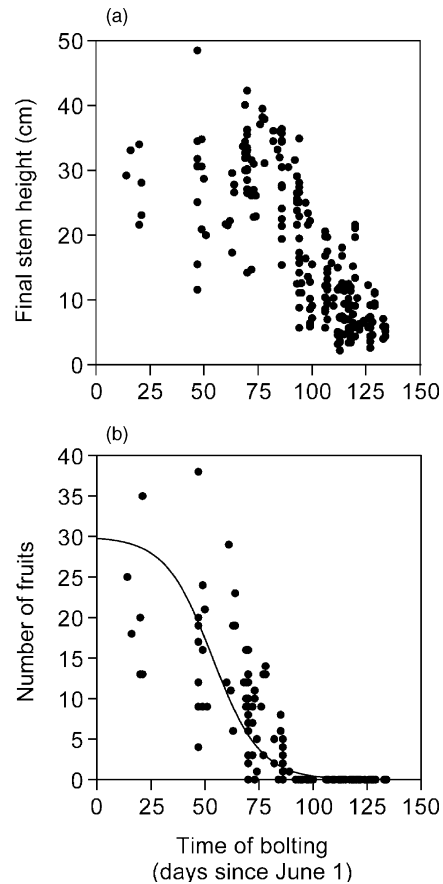 (a)
50
40
30
20
10
0
Final stem height (cm)
0 25 50 75 100 125 150
(b)
40
35
30
25
20
15
10
5
0
Number of fruits
0 25 50 75 100 125 150
Time of bolting
(days since June 1)